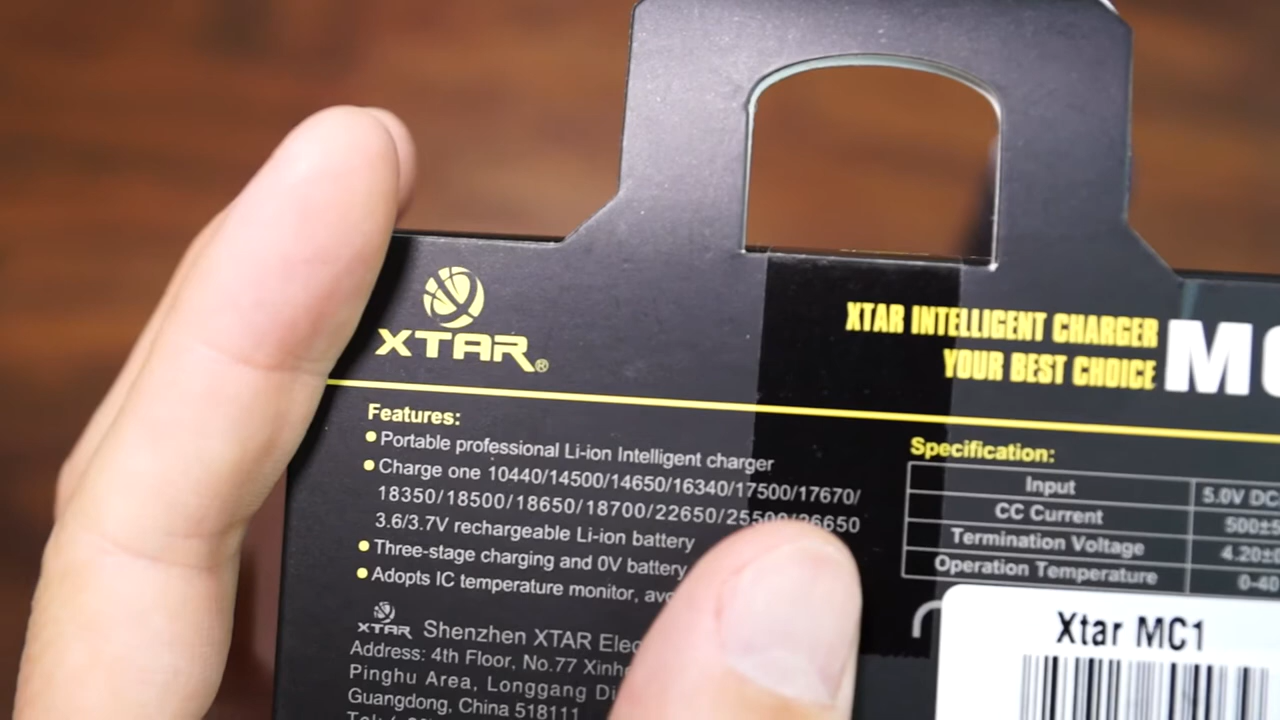 XTAR®
XTAR INTELLIGENT CHARGER
YOUR BEST CHOICE
Features:
Portable professional Li-ion Intelligent charger
Charge one 10440/14500/14650/16340/17500/17670/
18350/18500/18650/18700/22650/25500/26650
3.6/3.7V rechargeable Li-ion battery
Three-stage charging and 0V battery
Adopts IC temperature monitor,
XTAR Shenzhen XTAR
Address: 4th Floor, No.77
Pinghu Area, Longgang
Guangdong, China 518111
Specification:
Input 5.0V DC
CC Current
Termination Voltage
Operation Temperature
Xtar MC1